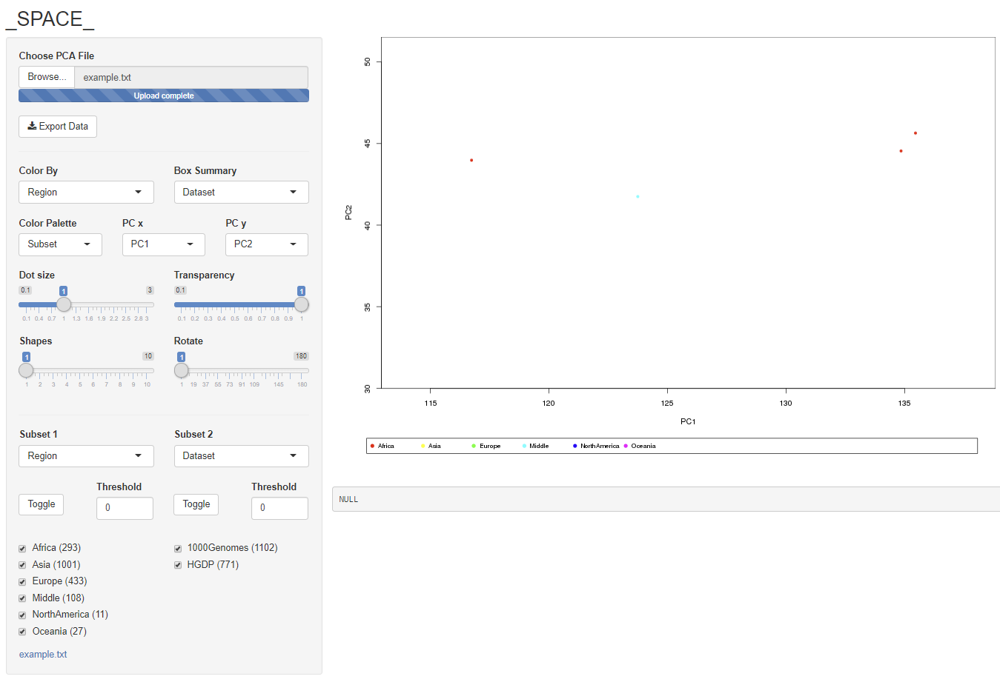 _SPACE_
Choose PCA File
Browse... example.txt
Upload complete
Export Data
Color By Box Summary
Region Dataset
Color Palette PC x PC y
Subset PC1 PC2
Dot size Transparency
0.1 1 3 0.1 1
0.1 0.4 0.7 1 1.3 1.6 1.9 2.2 2.5 2.8 3 0.1 0.2 0.3 0.4 0.5 0.6 0.7 0.8 0.9 1
Shapes Rotate
1 10 1 180
1 2 3 4 5 6 7 8 9 10 1 19 37 55 73 91 109 145 180
Subset 1 Subset 2
Region Dataset
Threshold Threshold
Toggle 0 Toggle 0
Africa (293) 1000Genomes (1102)
Asia (1001) HGDP (771)
Europe (433)
Middle (108)
NorthAmerica (11)
Oceania (27)
example.txt
50
45
40
35
30
PC2
115 120 125 130 135
PC1
Africa Asia Europe Middle NorthAmerica Oceania
NULL